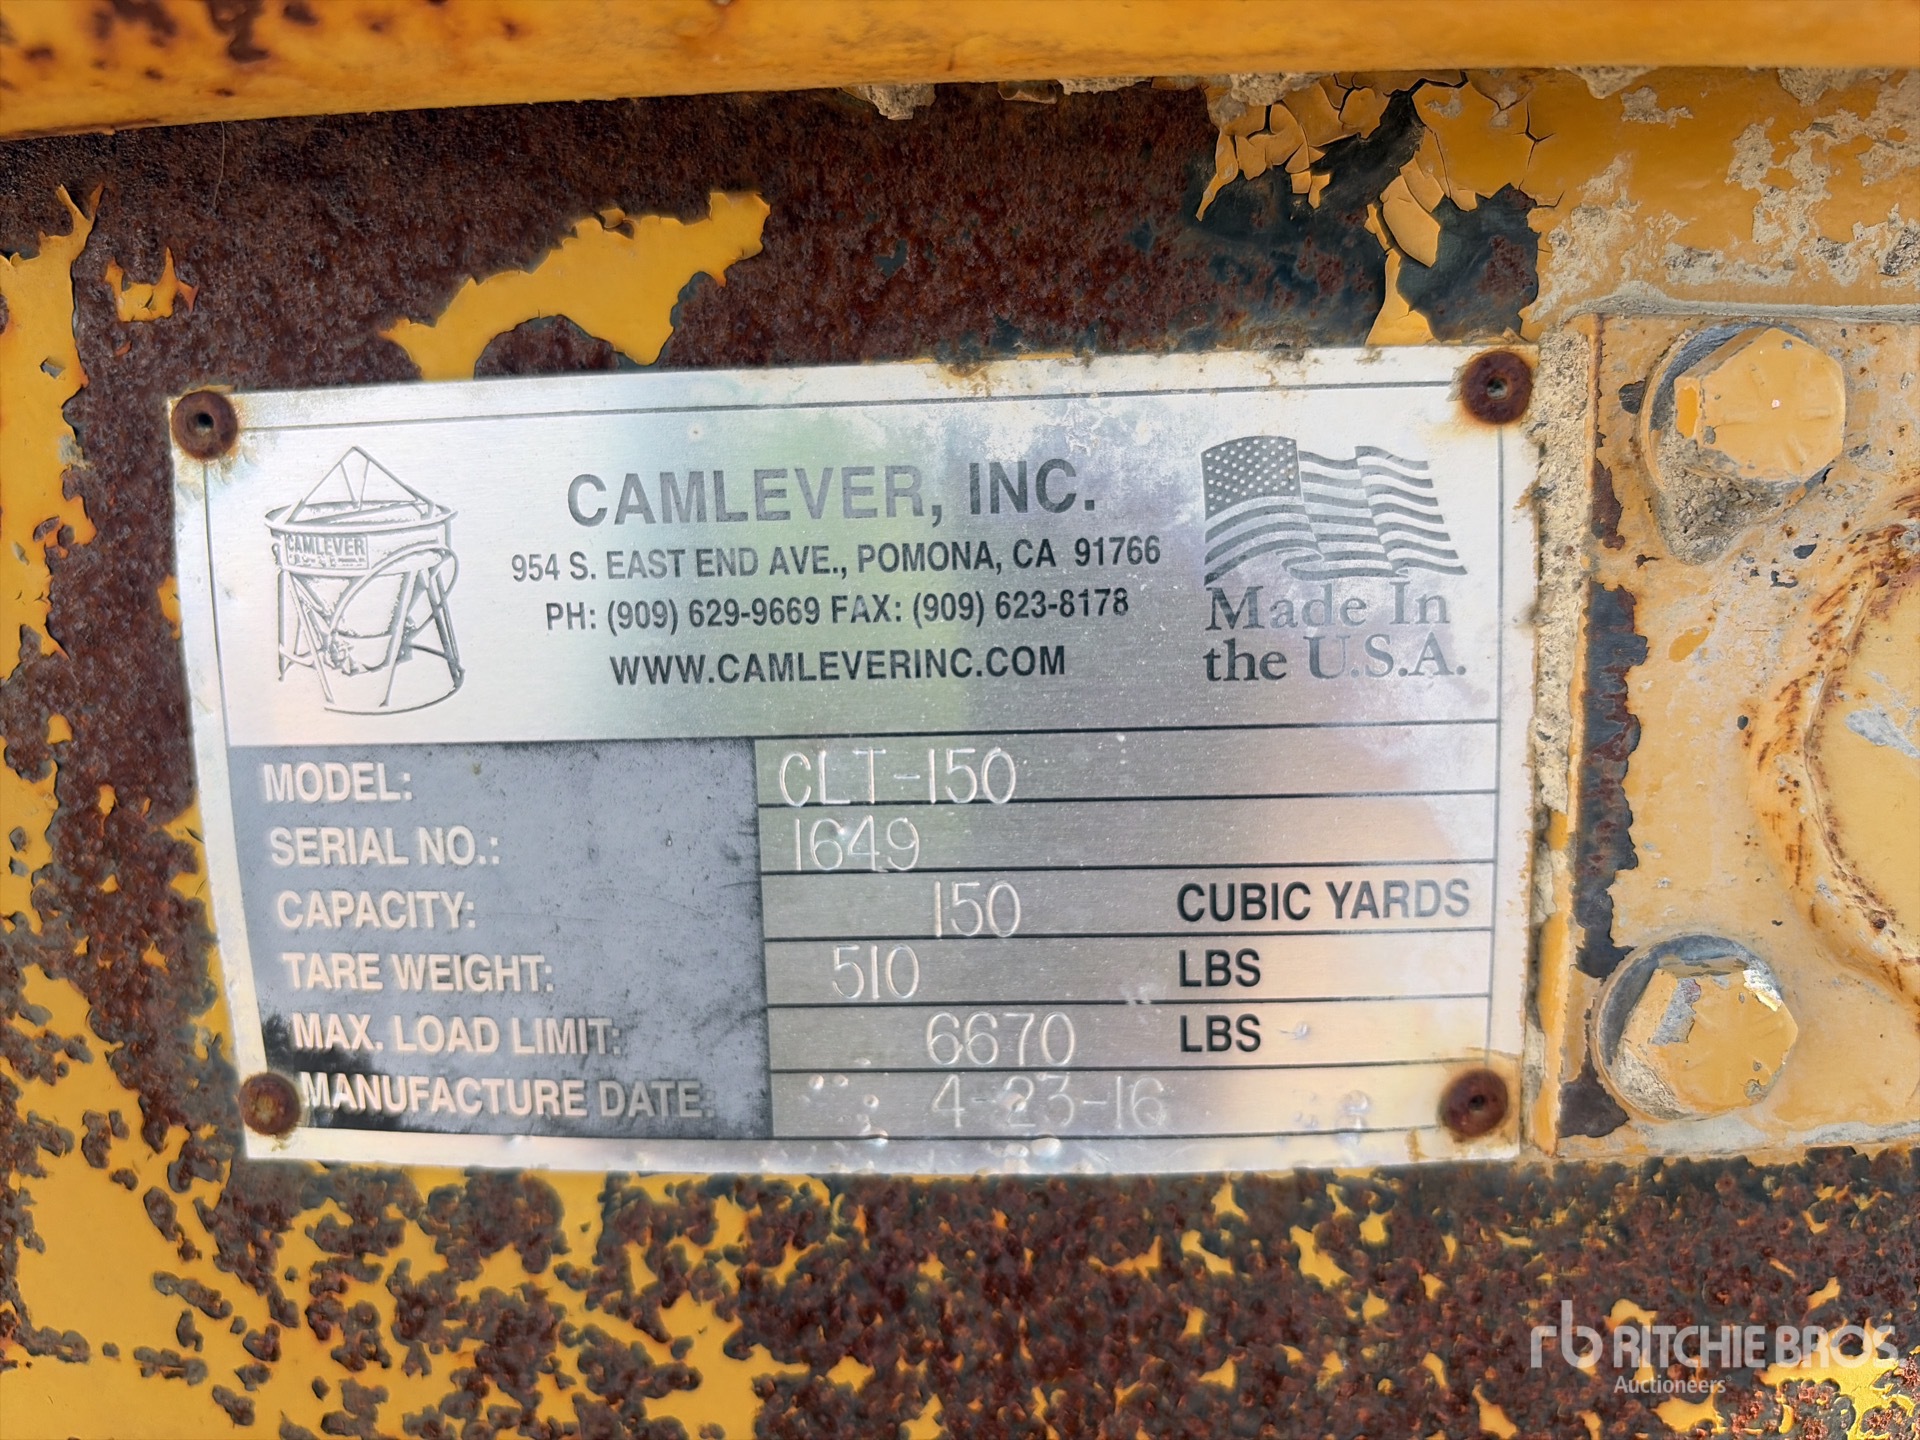 CAMLEVER
CAMLEVER, INC.
954 S. EAST END AVE., POMONA, CA 91766
PH: (909) 629-9669 FAX: (909) 623-8178
WWW.CAMLEVERINC.COM
Made In
the U.S.A.
MODEL: CLT-150
SERIAL NO.: 1649
CAPACITY: 150 CUBIC YARDS
TARE WEIGHT: 510 LBS
MAX. LOAD LIMIT: 6670 LBS
MANUFACTURE DATE: 4-23-16
rb RITCHIE BROS.
Auctioneers